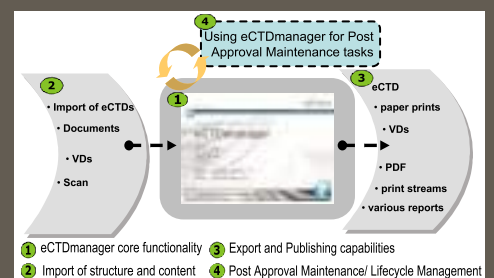 4
Using eCTDmanager for Post
Approval Maintenance tasks
2
• Import of eCTDs
• Documents
• VDs
• Scan
1
eCTDmanager
3
eCTD
• paper prints
• VDs
• PDF
• print streams
• various reports
1 eCTDmanager core functionality
3 Export and Publishing capabilities
2 Import of structure and content
4 Post Approval Maintenance/ Lifecycle Management